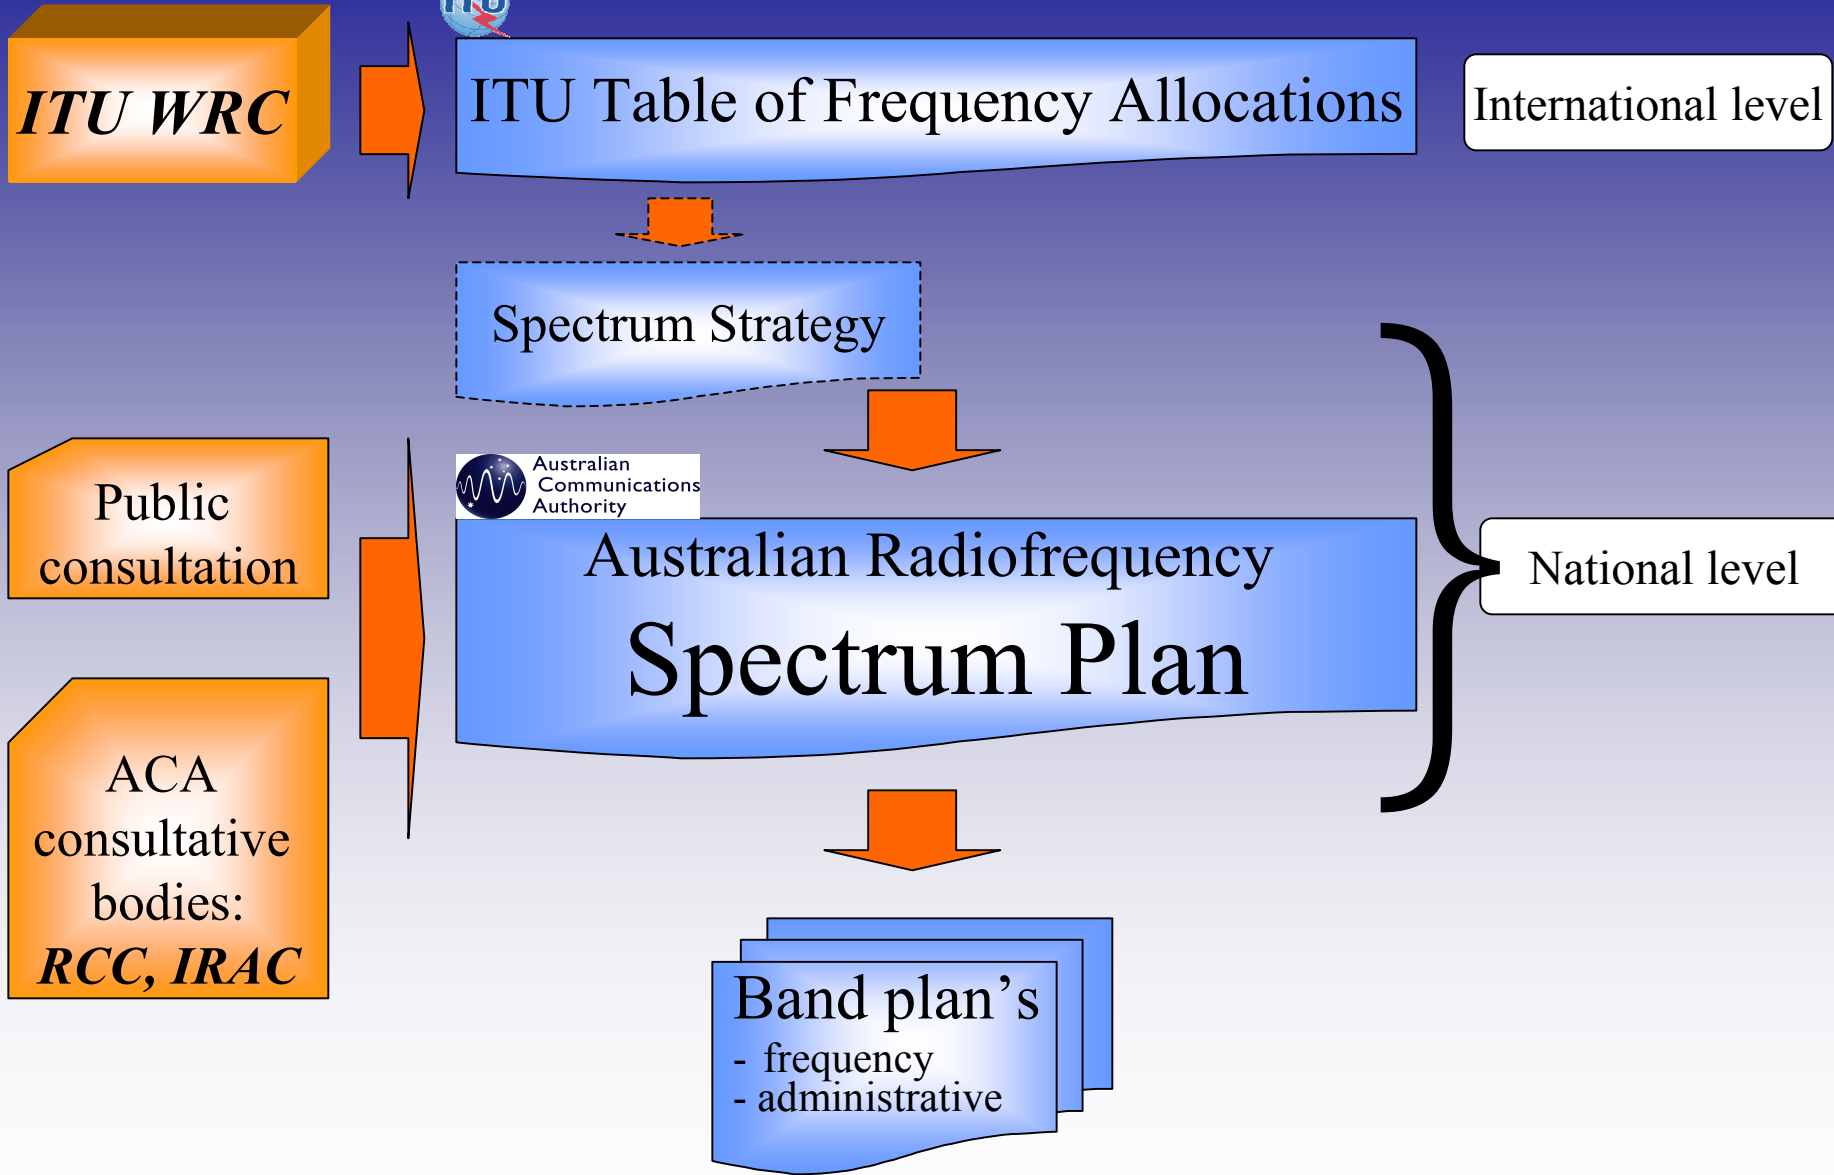 ITU
ITU WRC
ITU Table of Frequency Allocations
International level
Spectrum Strategy
Public
consultation
Australian
Communications
Authority
Australian Radiofrequency
Spectrum Plan
National level
ACA
consultative
bodies:
RCC, IRAC
Band plan’s
- frequency
- administrative